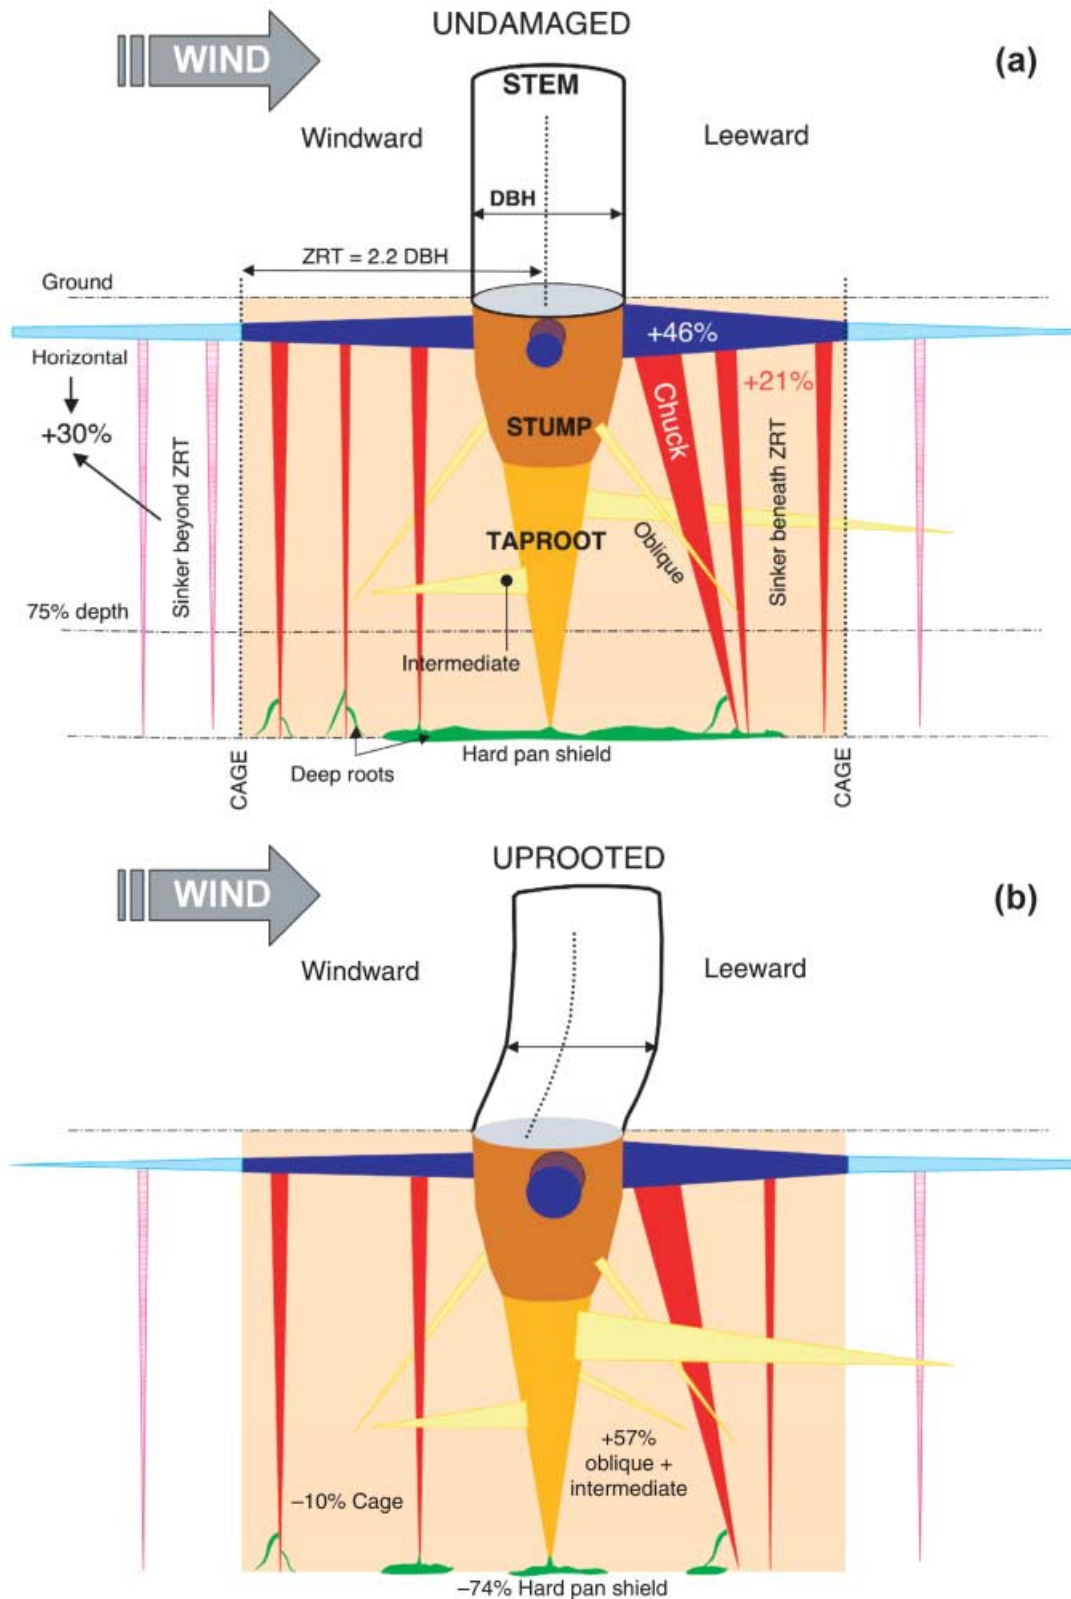 UNDAMAGED
(a)
WIND
STEM
Windward
Leeward
DBH
ZRT = 2.2 DBH
Ground
+46%
Horizontal
+21%
Chuck
+30%
STUMP
Sinker beyond ZRT
Sinker beneath ZRT
TAPROOT
Oblique
75% depth
Intermediate
Hard pan shield
Deep roots
CAGE
CAGE
UPROOTED
(b)
WIND
Windward
Leeward
+57%
oblique +
intermediate
–10% Cage
–74% Hard pan shield